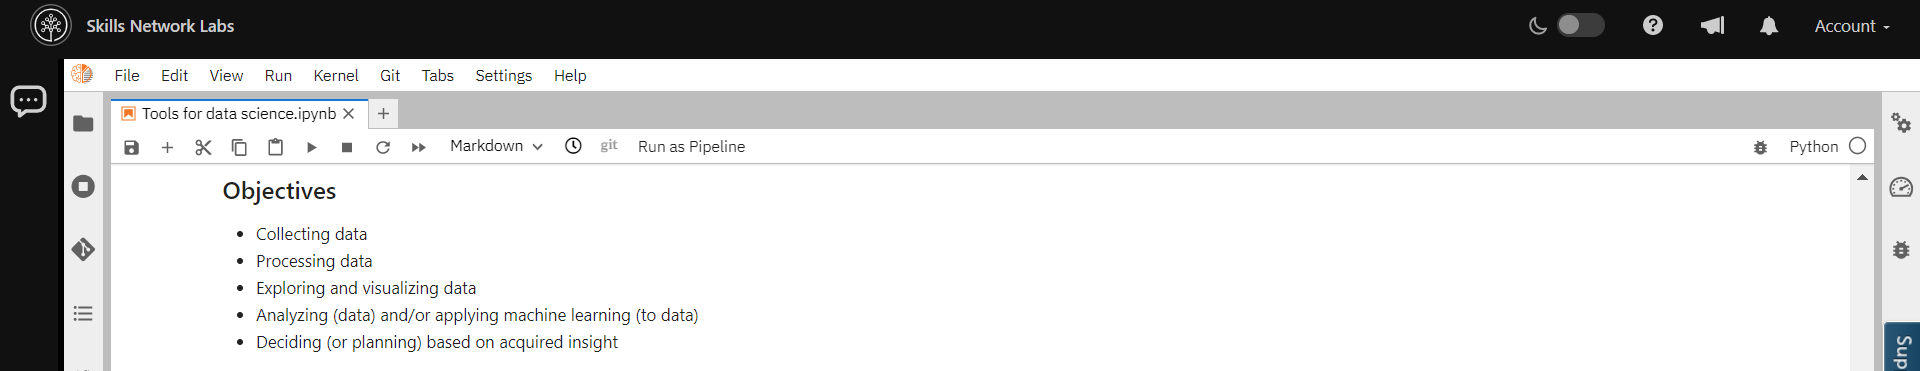 Skills Network Labs
Account
File Edit View Run Kernel Git Tabs Settings Help
Tools for data science.ipynb
Markdown git Run as Pipeline Python
Objectives
• Collecting data
• Processing data
• Exploring and visualizing data
• Analyzing (data) and/or applying machine learning (to data)
• Deciding (or planning) based on acquired insight
Sup